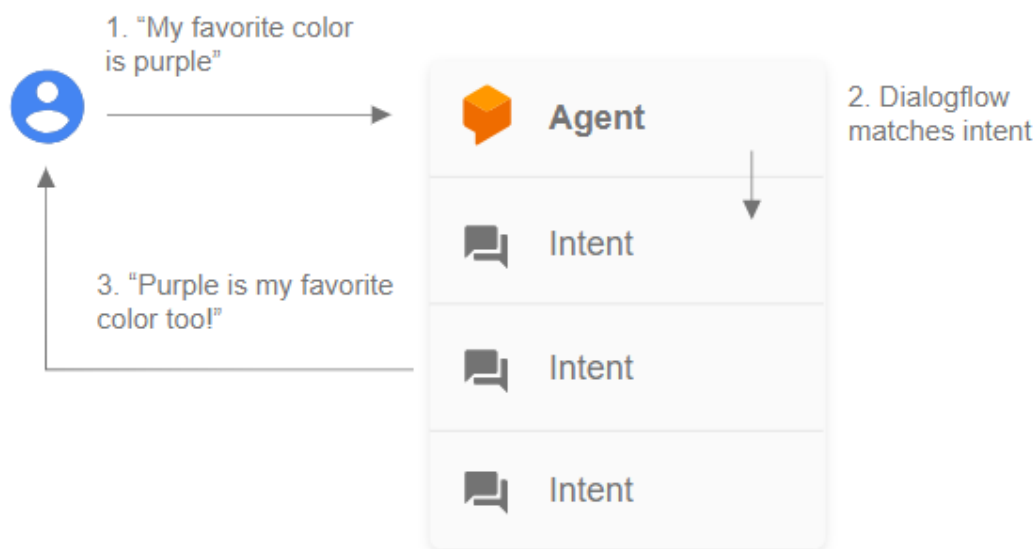 1. “My favorite color
is purple”
Agent
2. Dialogflow
matches intent
Intent
3. “Purple is my favorite
color too!”
Intent
Intent